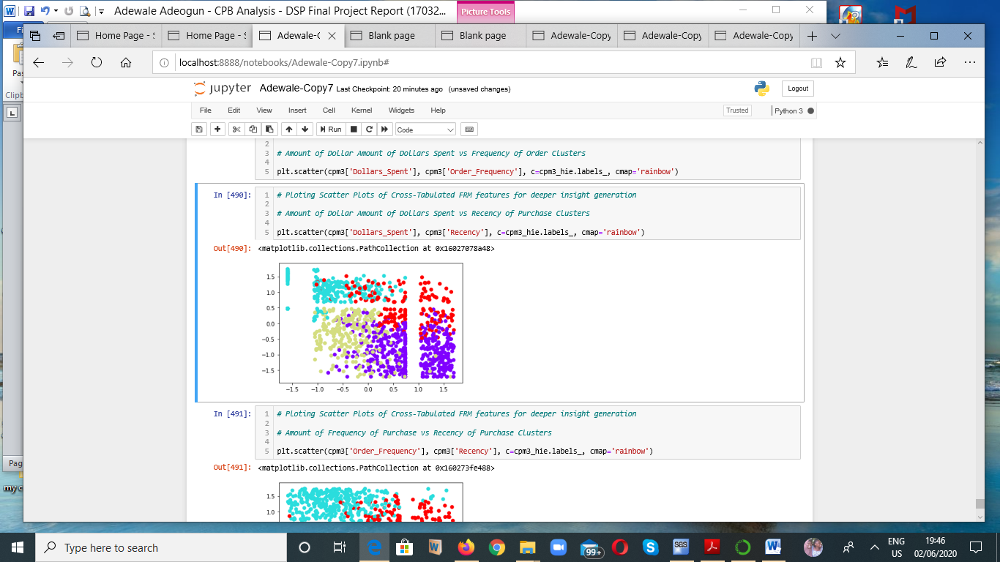 Adewale Adeogun - CPB Analysis - DSP Final Project Report (17032...
Picture Tools
Fi
Home Page - S
Home Page - S
Adewale-C
Blank page
Blank page
Adewale-Copy
Adewale-Copy
Adewale-Copy
Pas
Clipb
localhost:8888/notebooks/Adewale-Copy7.ipynb#
jupyter Adewale-Copy7 Last Checkpoint: 20 minutes ago (unsaved changes)
Logout
File Edit View Insert Cell Kernel Widgets Help
Trusted
Python 3
Run
Code
2
3 # Amount of Dollar Amount of Dollars Spent vs Frequency of Order Clusters
4
5 plt.scatter(cpm3['Dollars_Spent'], cpm3['Order_Frequency'], c=cpm3_hie.labels_, cmap='rainbow')
In [490]:
1 # Ploting Scatter Plots of Cross-Tabulated FRM features for deeper insight generation
2
3 # Amount of Dollar Amount of Dollars Spent vs Recency of Purchase Clusters
4
5 plt.scatter(cpm3['Dollars_Spent'], cpm3['Recency'], c=cpm3_hie.labels_, cmap='rainbow')
Out[490]: <matplotlib.collections.PathCollection at 0x16027078a48>
1.5
1.0
0.5
0.0
−0.5
−1.0
−1.5
−1.5 −1.0 −0.5 0.0 0.5 1.0 1.5
In [491]:
1 # Ploting Scatter Plots of Cross-Tabulated FRM features for deeper insight generation
2
3 # Amount of Frequency of Purchase vs Recency of Purchase Clusters
4
5 plt.scatter(cpm3['Order_Frequency'], cpm3['Recency'], c=cpm3_hie.labels_, cmap='rainbow')
Out[491]: <matplotlib.collections.PathCollection at 0x160273fe488>
1.5
1.0
Pag
my c
Type here to search
99+
sas
ENG
US
19:46
02/06/2020